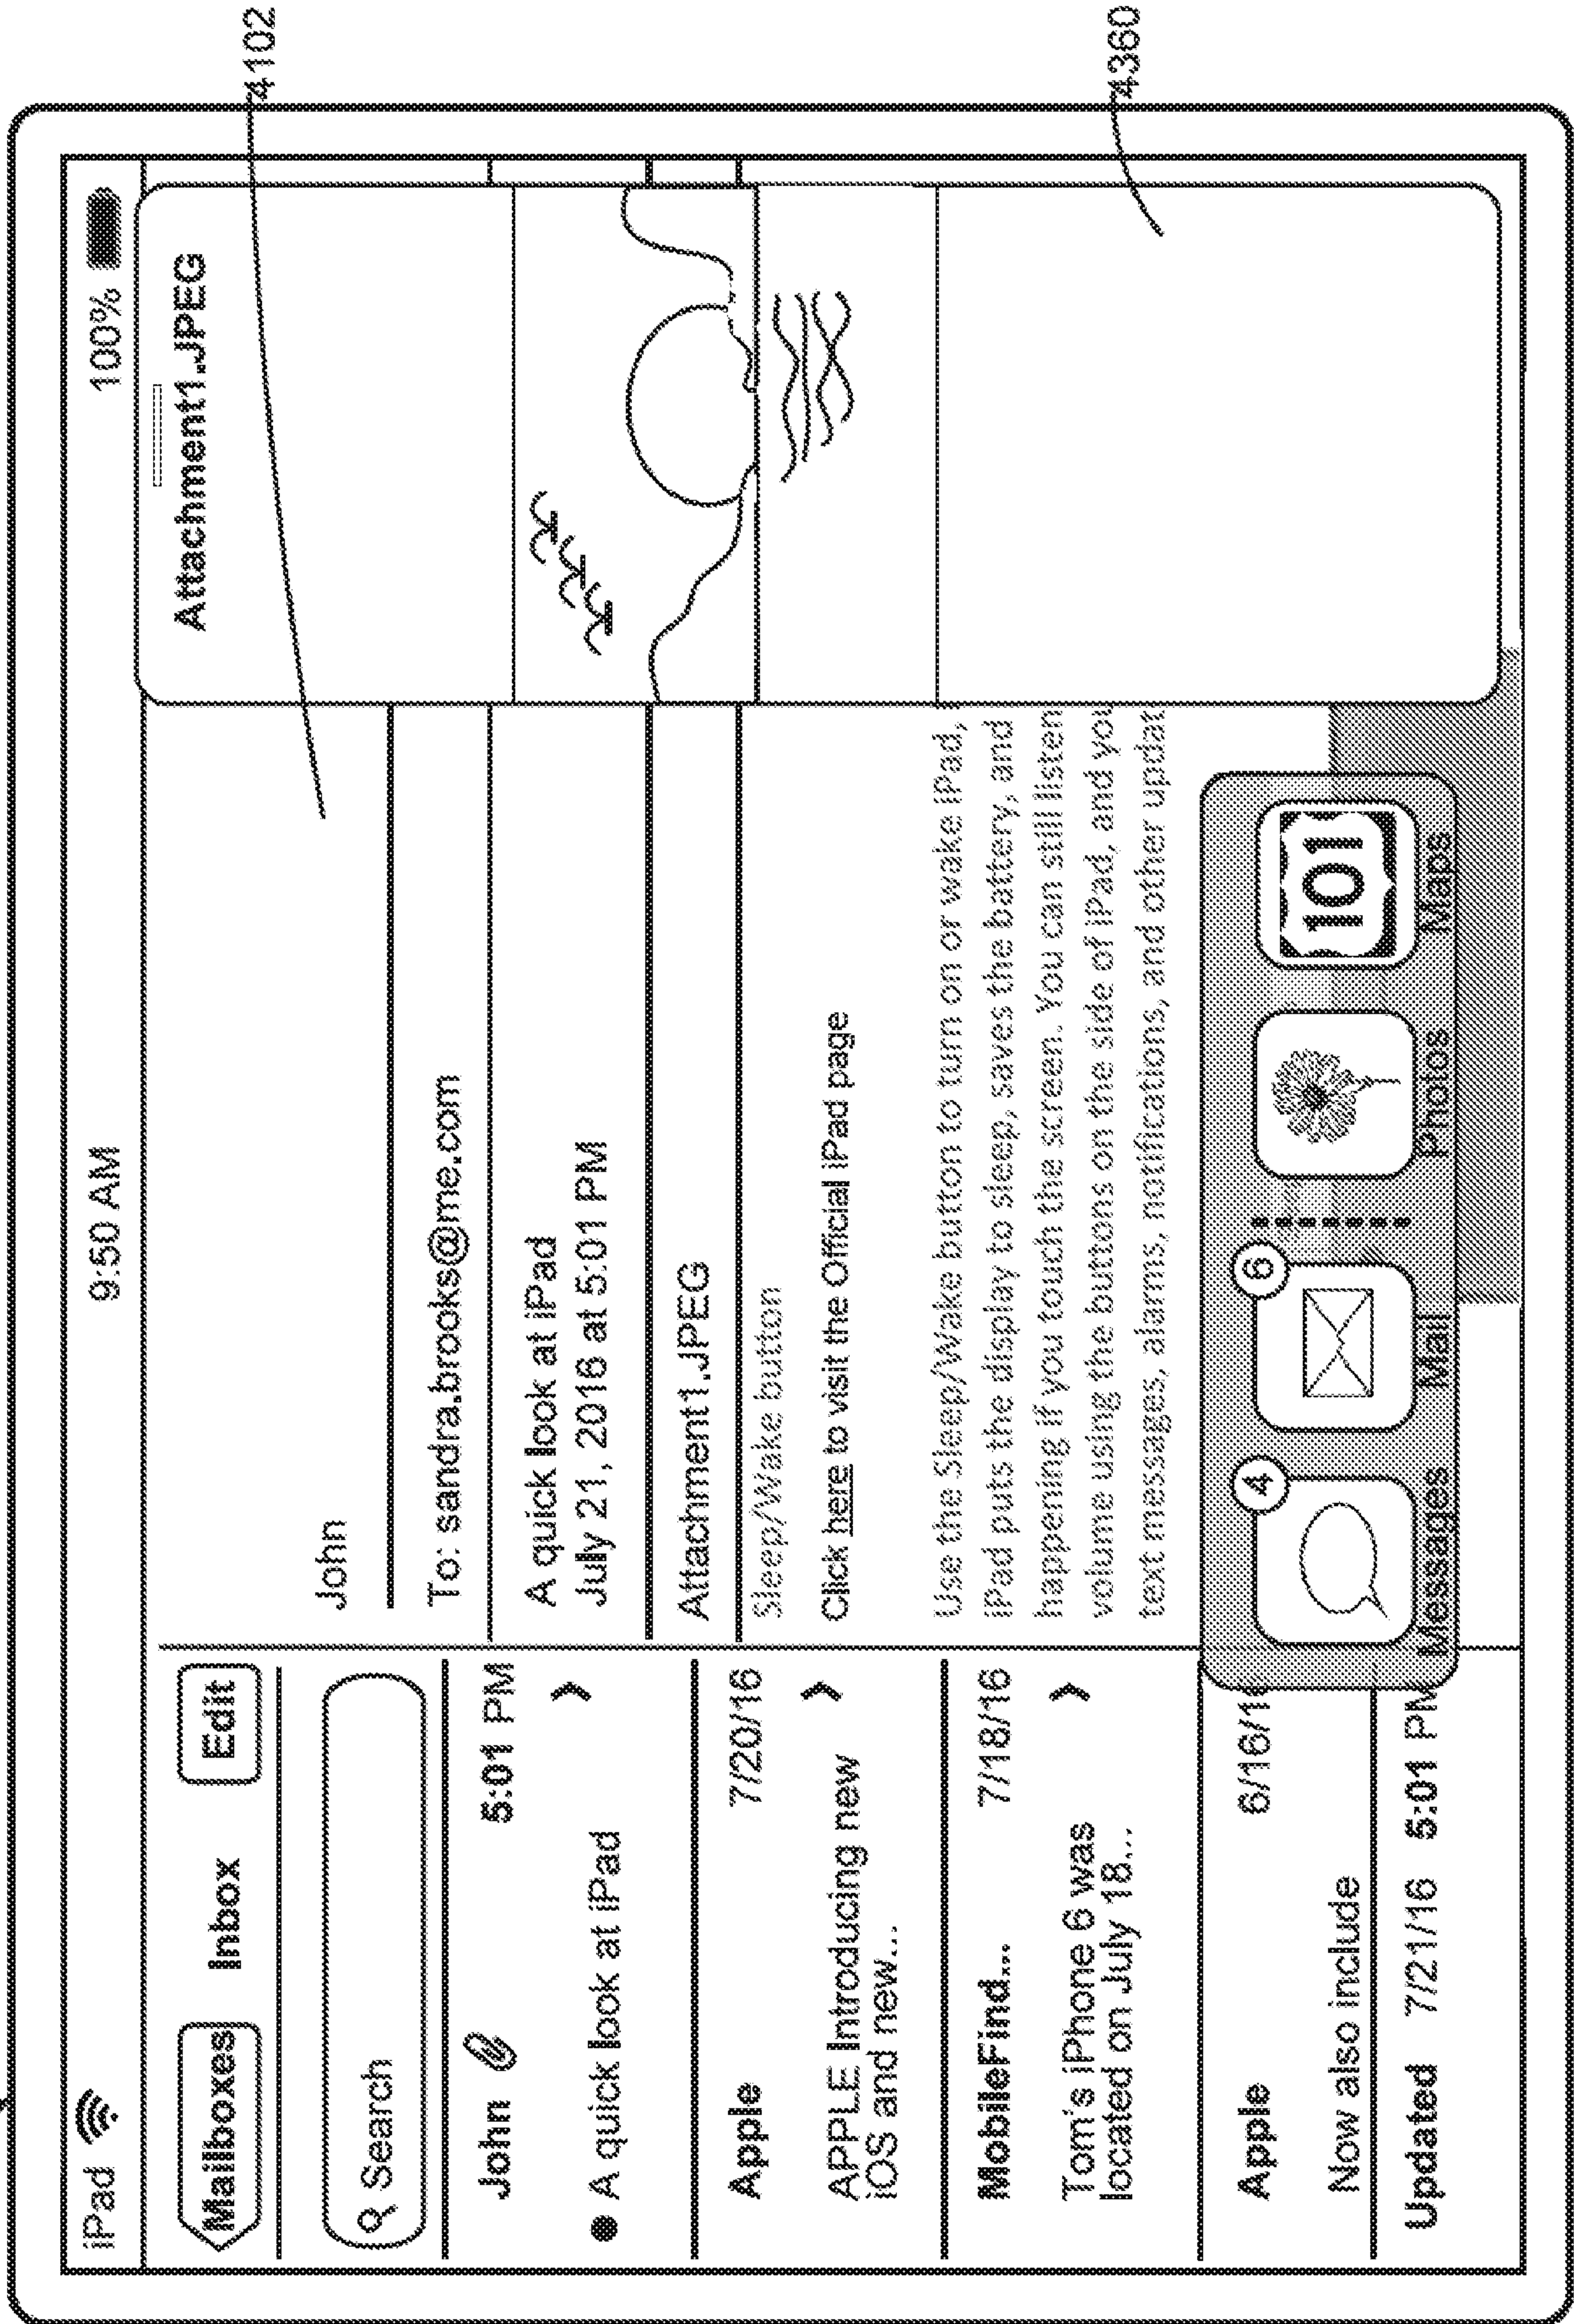 iPad 9:50 AM 100%
Mailboxes Inbox Edit
Search
John 5:01 PM
A quick look at iPad
Apple 7/20/16
APPLE Introducing new
iOS and new...
MobileFind... 7/18/16
Tom's iPhone 6 was
located on July 18...
Apple 6/16/1
Now also include
Updated 7/21/16 5:01 PM
John
To: sandra.brooks@me.com
A quick look at iPad
July 21, 2016 at 5:01 PM
Attachment1.JPEG
Sleep/Wake button
Click here to visit the Official iPad page
Use the Sleep/Wake button to turn on or wake iPad,
iPad puts the display to sleep, saves the battery, and
happening if you touch the screen. You can still listen
volume using the buttons on the side of iPad, and you
text messages, alarms, notifications, and other updat
4 6 101
Messages Mail Photos Maps
Attachment1.JPEG
4102
4360